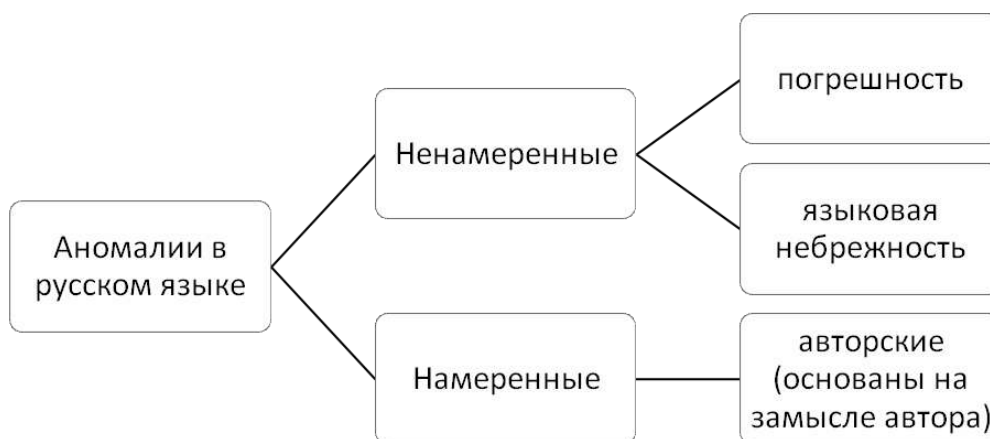 Аномалии в
русском языке
Ненамеренные
Намеренные
погрешность
языковая
небрежность
авторские
(основаны на
замысле автора)